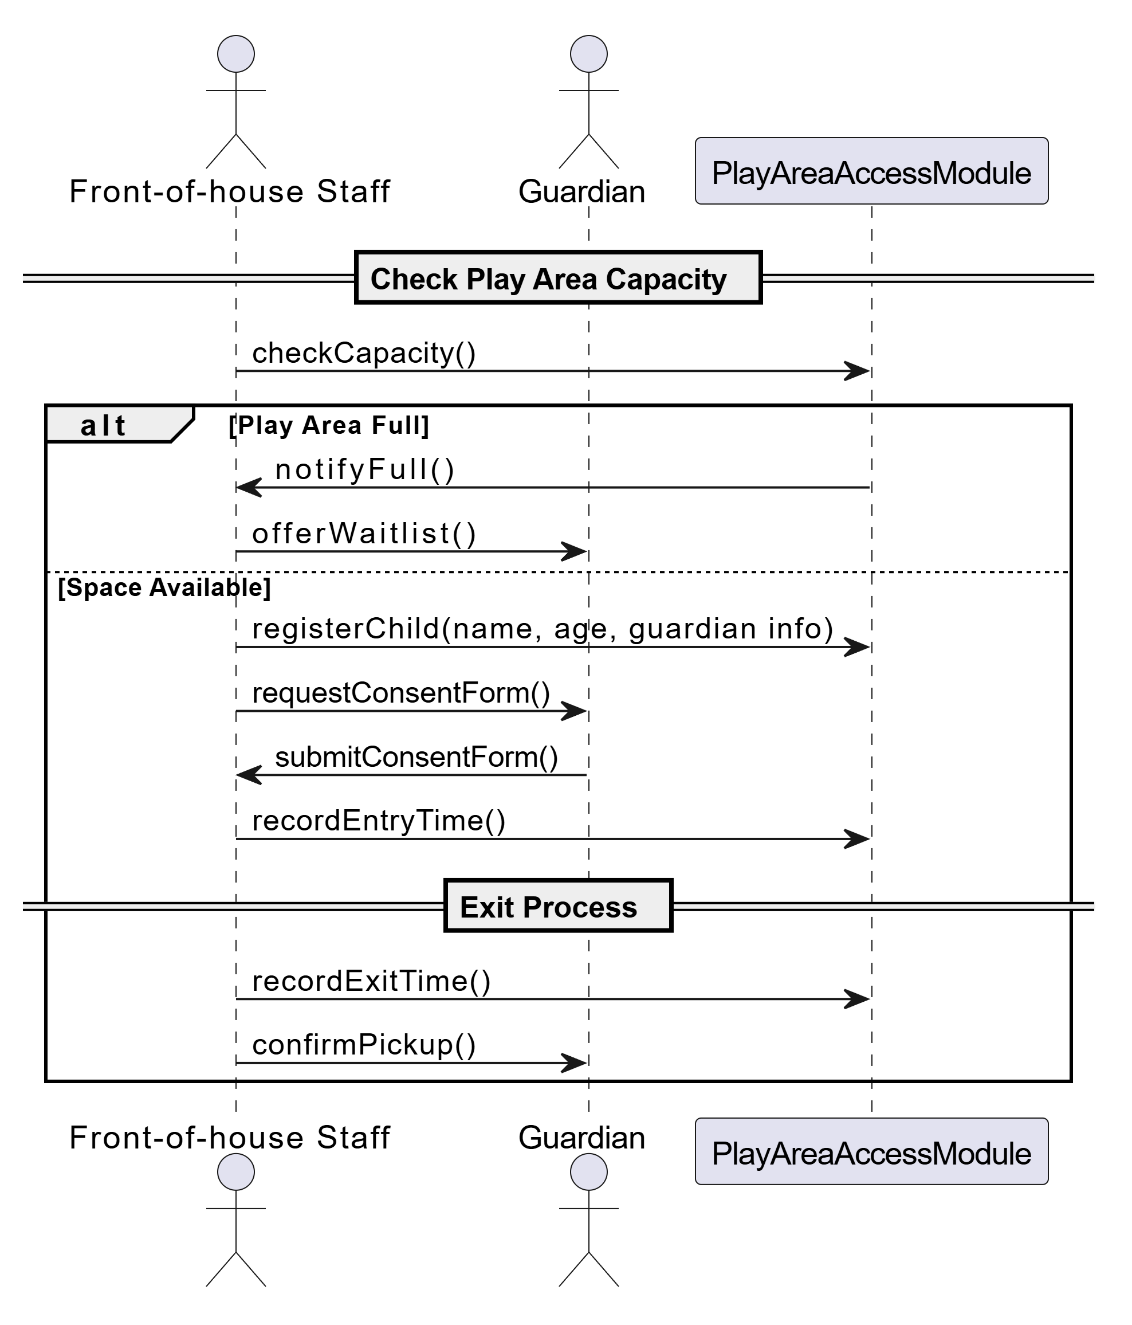 Front-of-house Staff
Guardian
PlayAreaAccessModule
Check Play Area Capacity
checkCapacity()
alt
[Play Area Full]
notifyFull()
offerWaitlist()
[Space Available]
registerChild(name, age, guardian info)
requestConsentForm()
submitConsentForm()
recordEntryTime()
Exit Process
recordExitTime()
confirmPickup()
Front-of-house Staff
Guardian
PlayAreaAccessModule